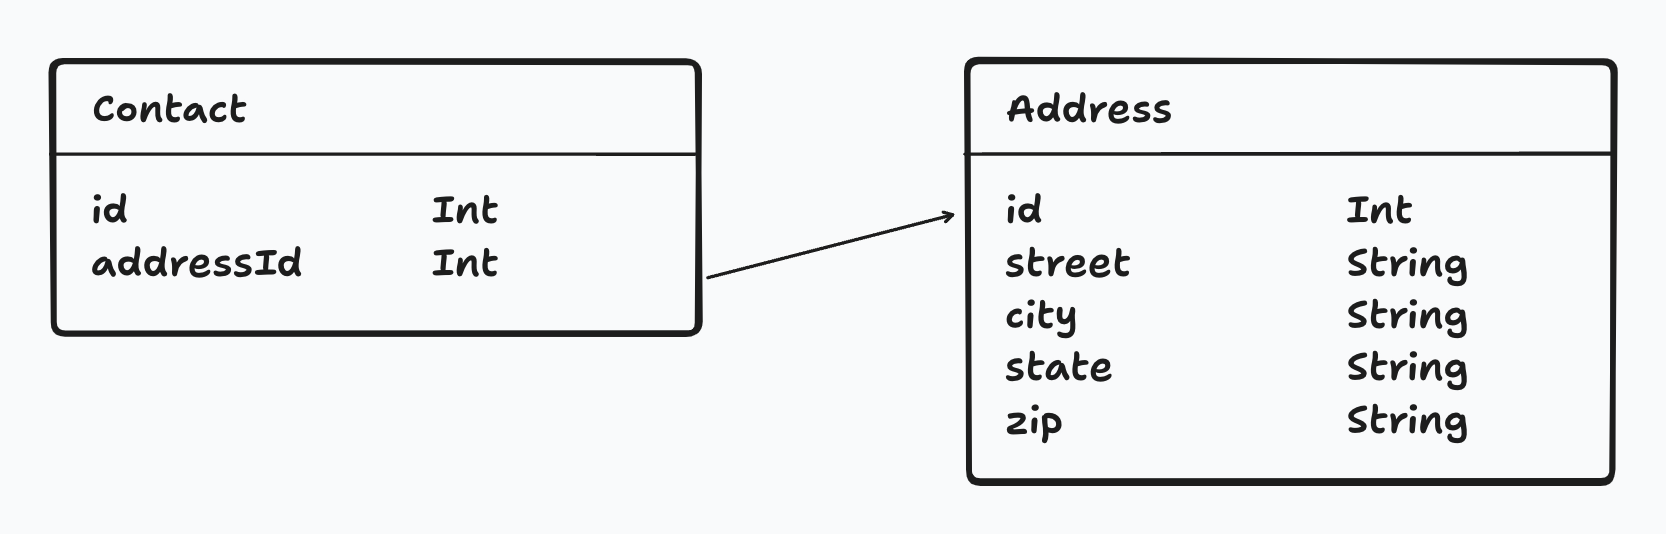 Contact
id Int
addressId Int
Address
id Int
street String
city String
state String
zip String